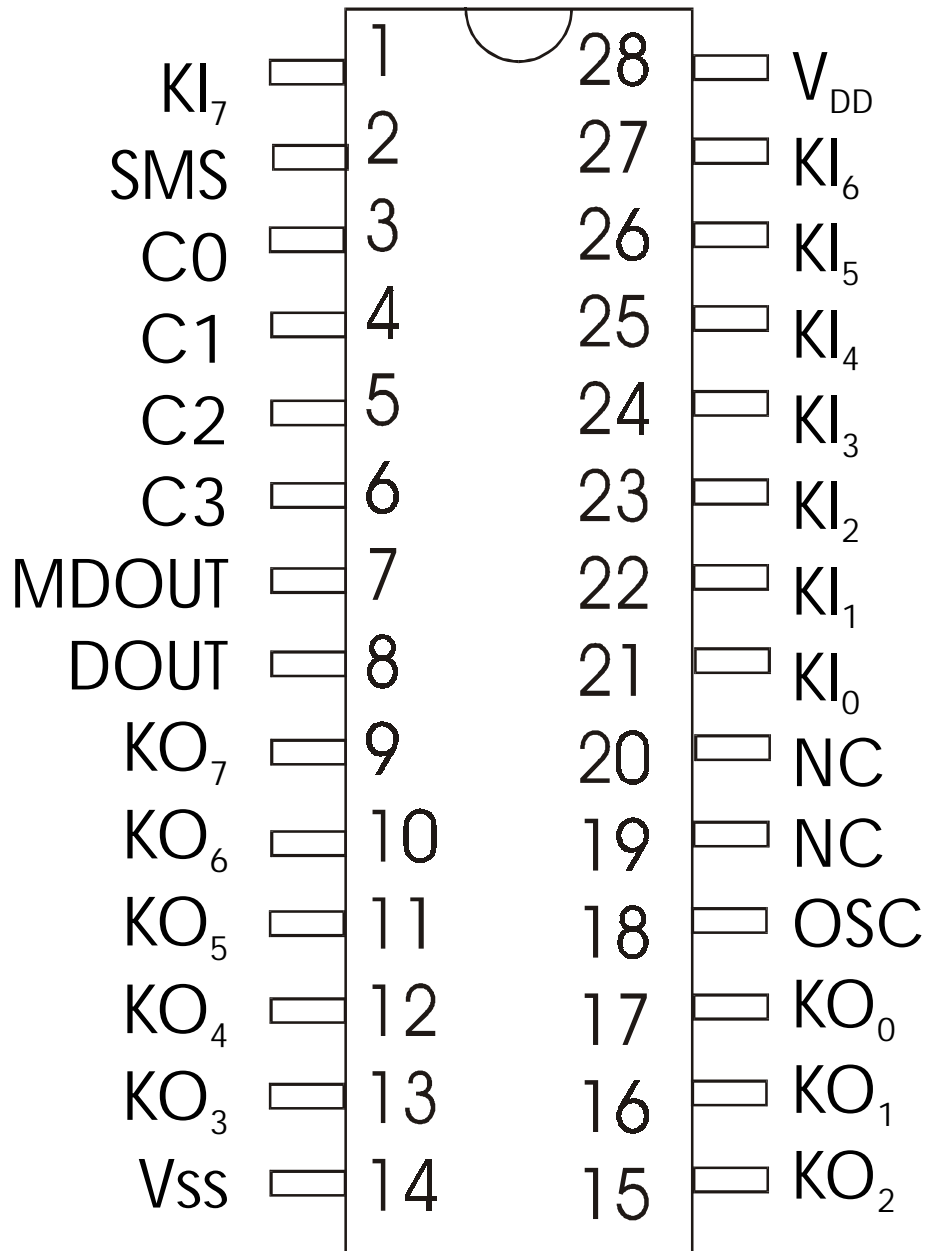 KI₇ 1 28 V_DD
SMS 2 27 KI₆
C0 3 26 KI₅
C1 4 25 KI₄
C2 5 24 KI₃
C3 6 23 KI₂
MDOUT 7 22 KI₁
DOUT 8 21 KI₀
KO₇ 9 20 NC
KO₆ 10 19 NC
KO₅ 11 18 OSC
KO₄ 12 17 KO₀
KO₃ 13 16 KO₁
Vss 14 15 KO₂